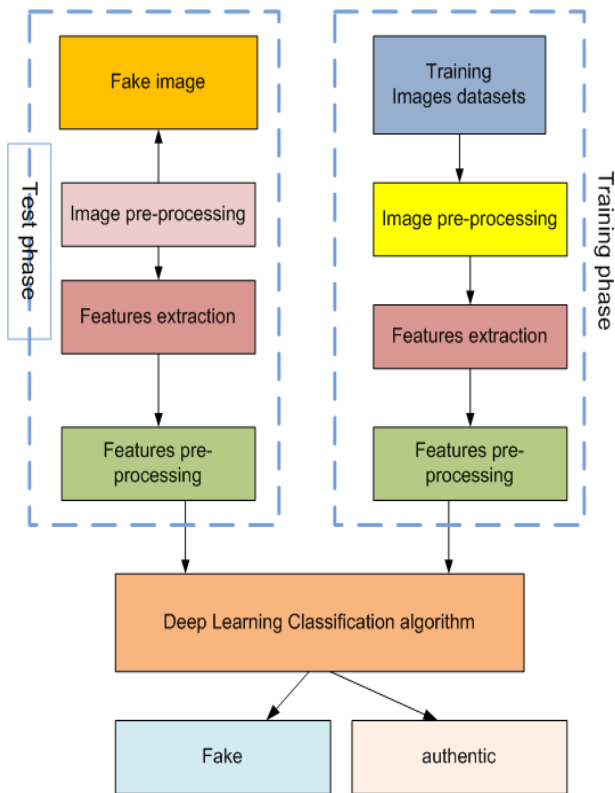 Fake image
Training
Images datasets
Test phase
Training phase
Image pre-processing
Image pre-processing
Features extraction
Features extraction
Features pre-
processing
Features pre-
processing
Deep Learning Classification algorithm
Fake
authentic